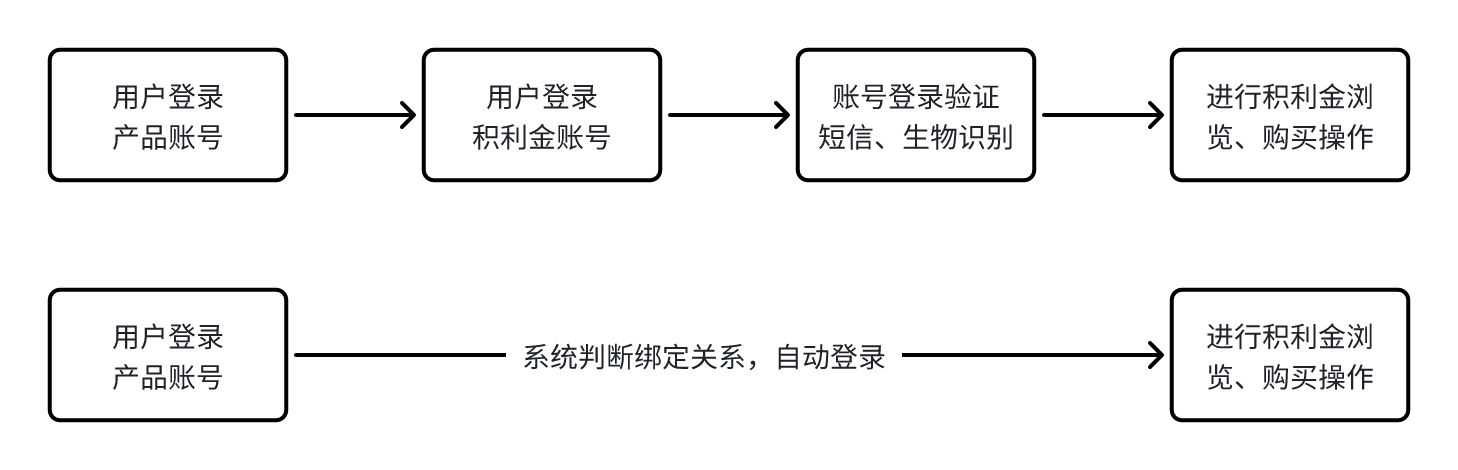 用户登录
产品账号
用户登录
积利金账号
账号登录验证
短信、生物识别
进行积利金浏
览、购买操作
用户登录
产品账号
系统判断绑定关系，自动登录
进行积利金浏
览、购买操作